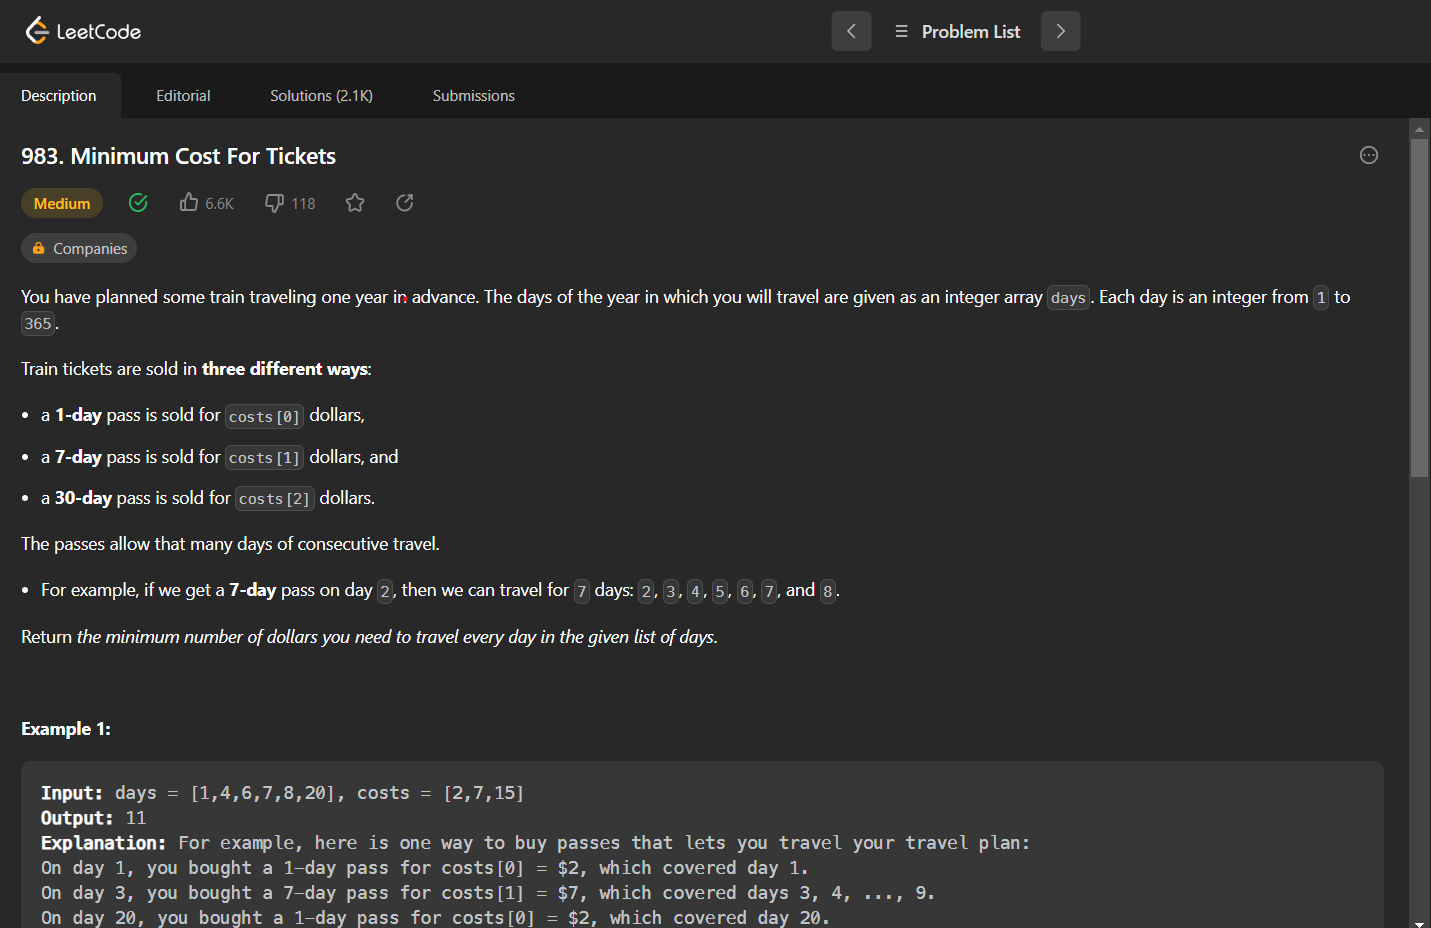 LeetCode
Problem List
Description Editorial Solutions (2.1K) Submissions
983. Minimum Cost For Tickets
Medium 6.6K 118
Companies
You have planned some train traveling one year in advance. The days of the year in which you will travel are given as an integer array days. Each day is an integer from 1 to
365.
Train tickets are sold in three different ways:
• a 1-day pass is sold for costs[0] dollars,
• a 7-day pass is sold for costs[1] dollars, and
• a 30-day pass is sold for costs[2] dollars.
The passes allow that many days of consecutive travel.
• For example, if we get a 7-day pass on day 2, then we can travel for 7 days: 2, 3, 4, 5, 6, 7, and 8.
Return the minimum number of dollars you need to travel every day in the given list of days.
Example 1:
Input: days = [1,4,6,7,8,20], costs = [2,7,15]
Output: 11
Explanation: For example, here is one way to buy passes that lets you travel your travel plan:
On day 1, you bought a 1-day pass for costs[0] = $2, which covered day 1.
On day 3, you bought a 7-day pass for costs[1] = $7, which covered days 3, 4, ..., 9.
On day 20, you bought a 1-day pass for costs[0] = $2, which covered day 20.